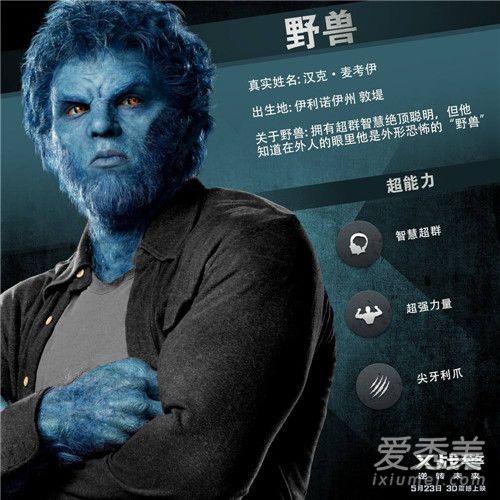 野兽
真实姓名: 汉克·麦考伊
出生地: 伊利诺伊州 敦堤
关于野兽: 拥有超群智慧绝顶聪明，但他
知道在外人的眼里他是外形恐怖的“野兽”
超能力
智慧超群
超强力量
尖牙利爪
X战警
逆转未来
5月23日 3D震撼上映
爱秀美
ixiumei.com